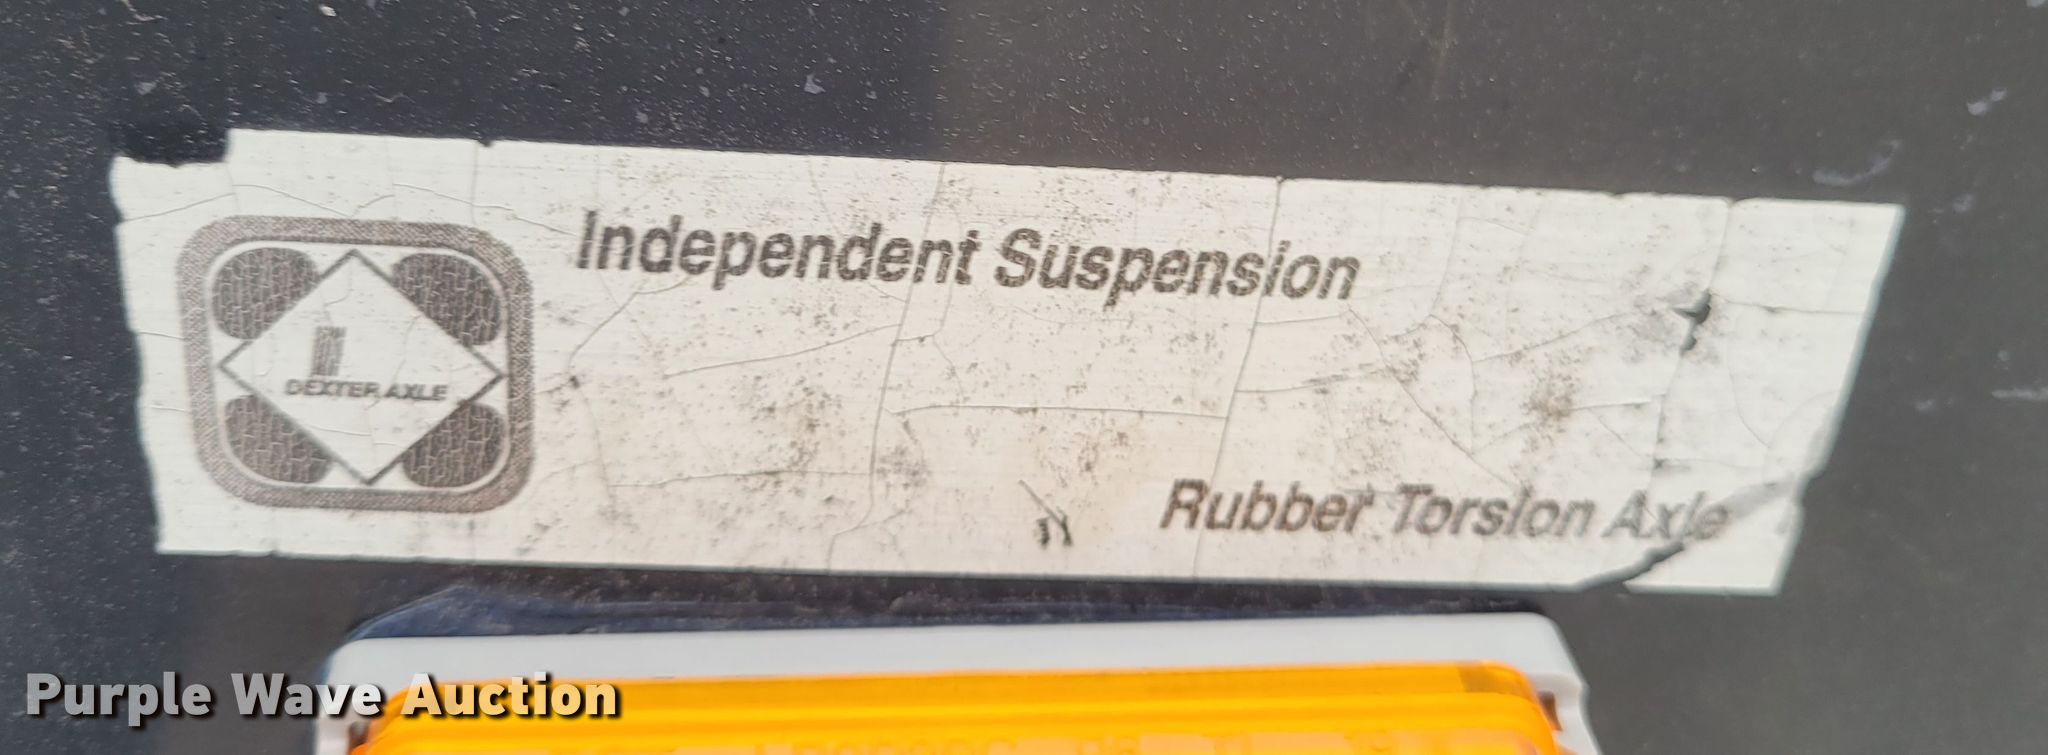 Independent Suspension
DEXTER AXLE
Rubber Torsion Axle
Purple Wave Auction